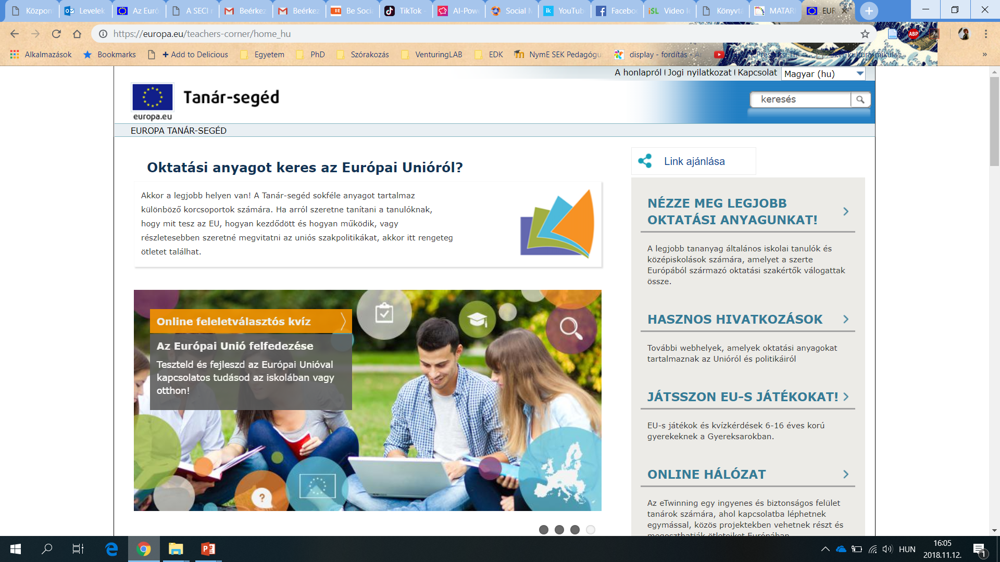 Közpon
Levelek
Az Euró
A SECI
Beérkez
Beérkez
BE
Be Socia
TikTok -
AI-Pow
Social M
ik
YouTub
Faceboo
iSL
Video l
Könyvt
MATAR
EUR
https://europa.eu/teachers-corner/home_hu
ABP
Alkalmazások
Bookmarks
+ Add to Delicious
Egyetem
PhD
Szórakozás
VenturingLAB
EDK
NymE SEK Pedagógu
display - fordítás - A
»
A honlapról | Jogi nyilatkozat | Kapcsolat
Magyar (hu)
europa.eu
Tanár-segéd
keresés
EUROPA TANÁR-SEGÉD
Oktatási anyagot keres az Európai Unióról?
Akkor a legjobb helyen van! A Tanár-segéd sokféle anyagot tartalmaz
különböző korcsoportok számára. Ha arról szeretne tanítani a tanulóknak,
hogy mit tesz az EU, hogyan kezdődött és hogyan működik, vagy
részletesebben szeretné megvitatni az uniós szakpolitikákat, akkor itt rengeteg
ötletet találhat.
Online feleletválasztós kvíz
Az Európai Unió felfedezése
Teszteld és fejleszd az Európai Unióval
kapcsolatos tudásod az iskolában vagy
otthon!
?
Link ajánlása
NÉZZE MEG LEGJOBB
OKTATÁSI ANYAGUNKAT!
A legjobb tananyag általános iskolai tanulók és
középiskolások számára, amelyet a szerte
Európából származó oktatási szakértők válogattak
össze.
HASZNOS HIVATKOZÁSOK
További webhelyek, amelyek oktatási anyagokat
tartalmaznak az Unióról és politikáiról
JÁTSSZON EU-S JÁTÉKOKAT!
EU-s játékok és kvízkérdések 6-16 éves korú
gyerekeknek a Gyereksarokban.
ONLINE HÁLÓZAT
Az eTwinning egy ingyenes és biztonságos felület
tanárok számára, ahol kapcsolatba léphetnek
egymással, közös projektekben vehetnek részt és
megoszthatják ötleteiket Európában.
HUN
16:05
2018.11.12.
1